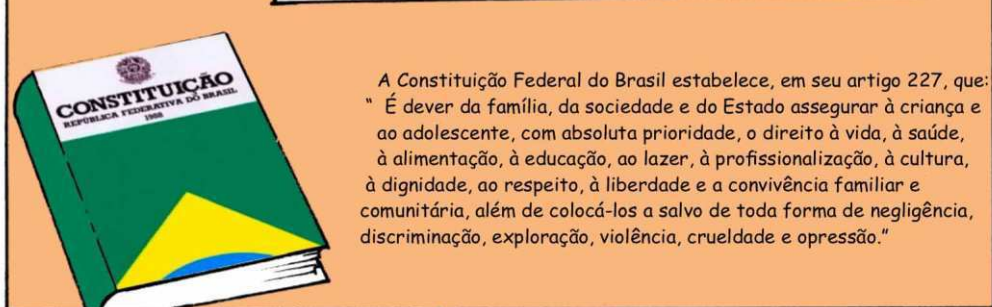 CONSTITUIÇÃO
REPÚBLICA FEDERATIVA DO BRASIL
1988
A Constituição Federal do Brasil estabelece, em seu artigo 227, que:
" É dever da família, da sociedade e do Estado assegurar à criança e
ao adolescente, com absoluta prioridade, o direito à vida, à saúde,
à alimentação, à educação, ao lazer, à profissionalização, à cultura,
à dignidade, ao respeito, à liberdade e a convivência familiar e
comunitária, além de colocá-los a salvo de toda forma de negligência,
discriminação, exploração, violência, crueldade e opressão."